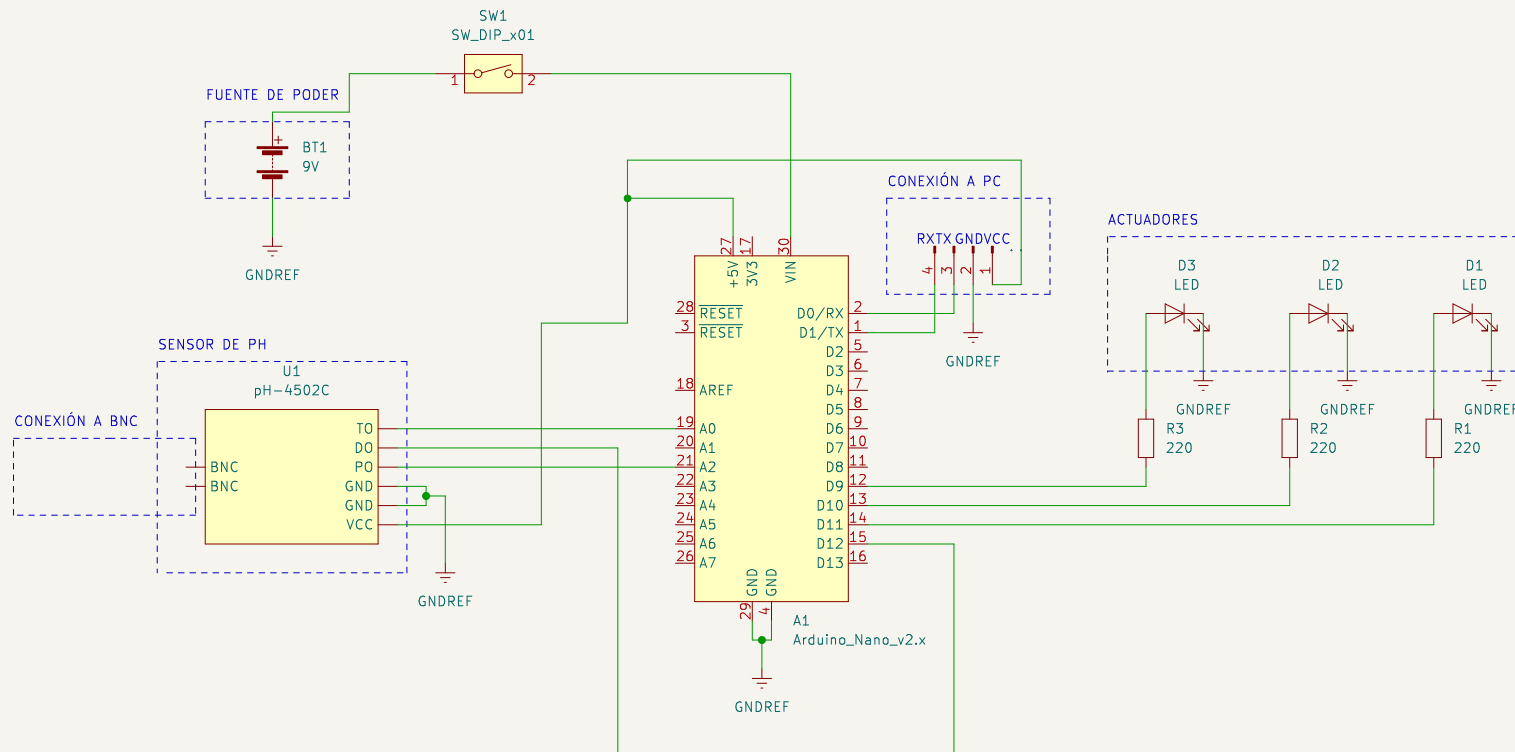 SW1
SW_DIP_x01
1
2
FUENTE DE PODER
+
BT1
9V
GNDREF
CONEXIÓN A PC
RXTX GNDVCC
4
3
2
1
ACTUADORES
D3
LED
D2
LED
D1
LED
GNDREF
GNDREF
GNDREF
GNDREF
R3
220
R2
220
R1
220
27
17
30
+5V
3V3
VIN
28
RESET
3
RESET
18
AREF
19
A0
20
A1
21
A2
22
A3
23
A4
24
A5
25
A6
26
A7
D0/RX
2
D1/TX
1
D2
5
D3
6
D4
7
D5
8
D6
9
D7
10
D8
11
D9
12
D10
13
D11
14
D12
15
D13
16
GND
GND
29
4
A1
Arduino_Nano_v2.x
GNDREF
SENSOR DE PH
U1
pH-4502C
CONEXIÓN A BNC
BNC
BNC
TO
DO
PO
GND
GND
VCC
GNDREF